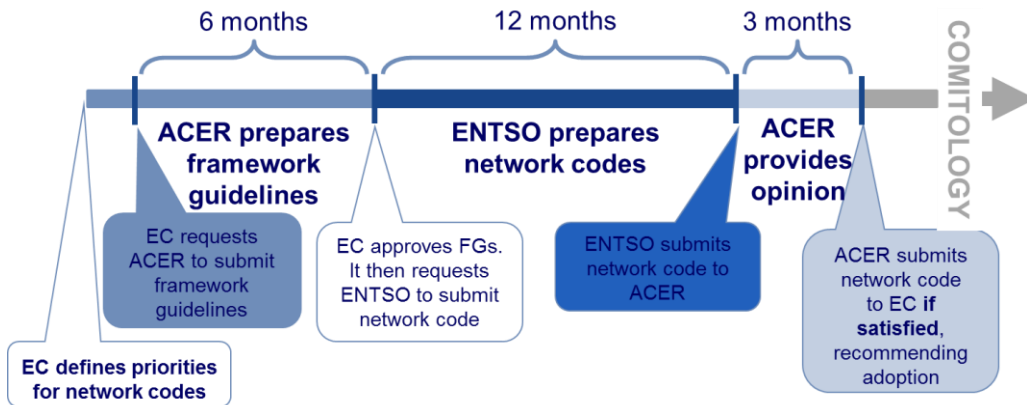 6 months
12 months
3 months
COMITOLOGY
ACER prepares
framework
guidelines
ENTSO prepares
network codes
ACER
provides
opinion
EC requests
ACER to submit
framework
guidelines
EC approves FGs.
It then requests
ENTSO to submit
network code
ENTSO submits
network code to
ACER
ACER submits
network code
to EC if
satisfied,
recommending
adoption
EC defines priorities
for network codes